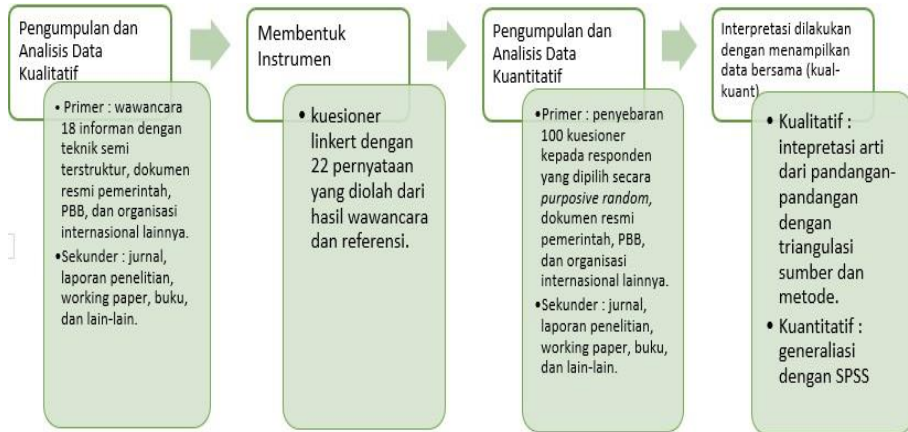 Pengumpulan dan
Analisis Data
Kualitatif
• Primer : wawancara
18 informan dengan
teknik semi
terstruktur, dokumen
resmi pemerintah,
PBB, dan organisasi
internasional lainnya.
•Sekunder : jurnal,
laporan penelitian,
working paper, buku,
dan lain-lain.
Membentuk
Instrumen
• kuesioner
linkert dengan
22 pernyataan
yang diolah dari
hasil wawancara
dan referensi.
Pengumpulan dan
Analisis Data
Kuantitatif
•Primer : penyebaran
100 kuesioner
kepada responden
yang dipilih secara
purposive random,
dokumen resmi
pemerintah, PBB,
dan organisasi
internasional lainnya.
•Sekunder : jurnal,
laporan penelitian,
working paper, buku,
dan lain-lain.
Interpretasi dilakukan
dengan menampilkan
data bersama (kual-
kuant)
• Kualitatif :
intepretasi arti
dari pandangan-
pandangan
dengan
triangulasi
sumber dan
metode.
• Kuantitatif :
generaliasi
dengan SPSS